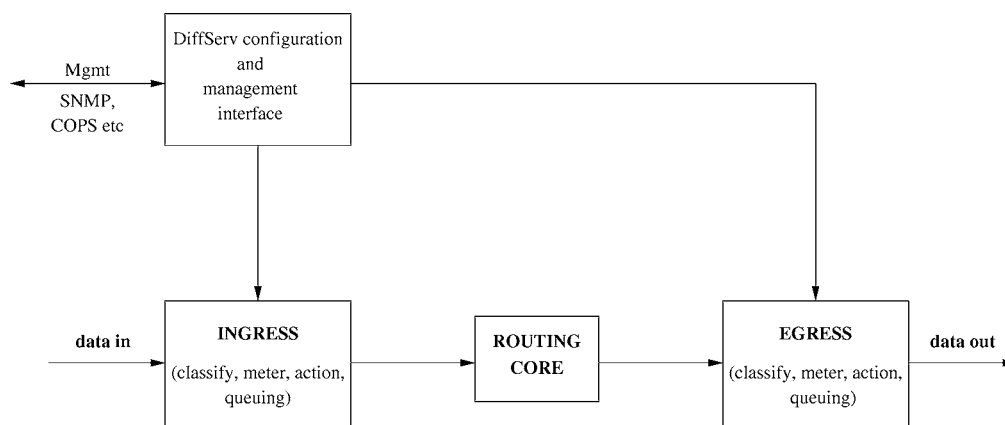 DiffServ configuration
and
management
interface
Mgmt
SNMP,
COPS etc
data in
INGRESS
(classify, meter, action,
queuing)
ROUTING
CORE
EGRESS
(classify, meter, action,
queuing)
data out